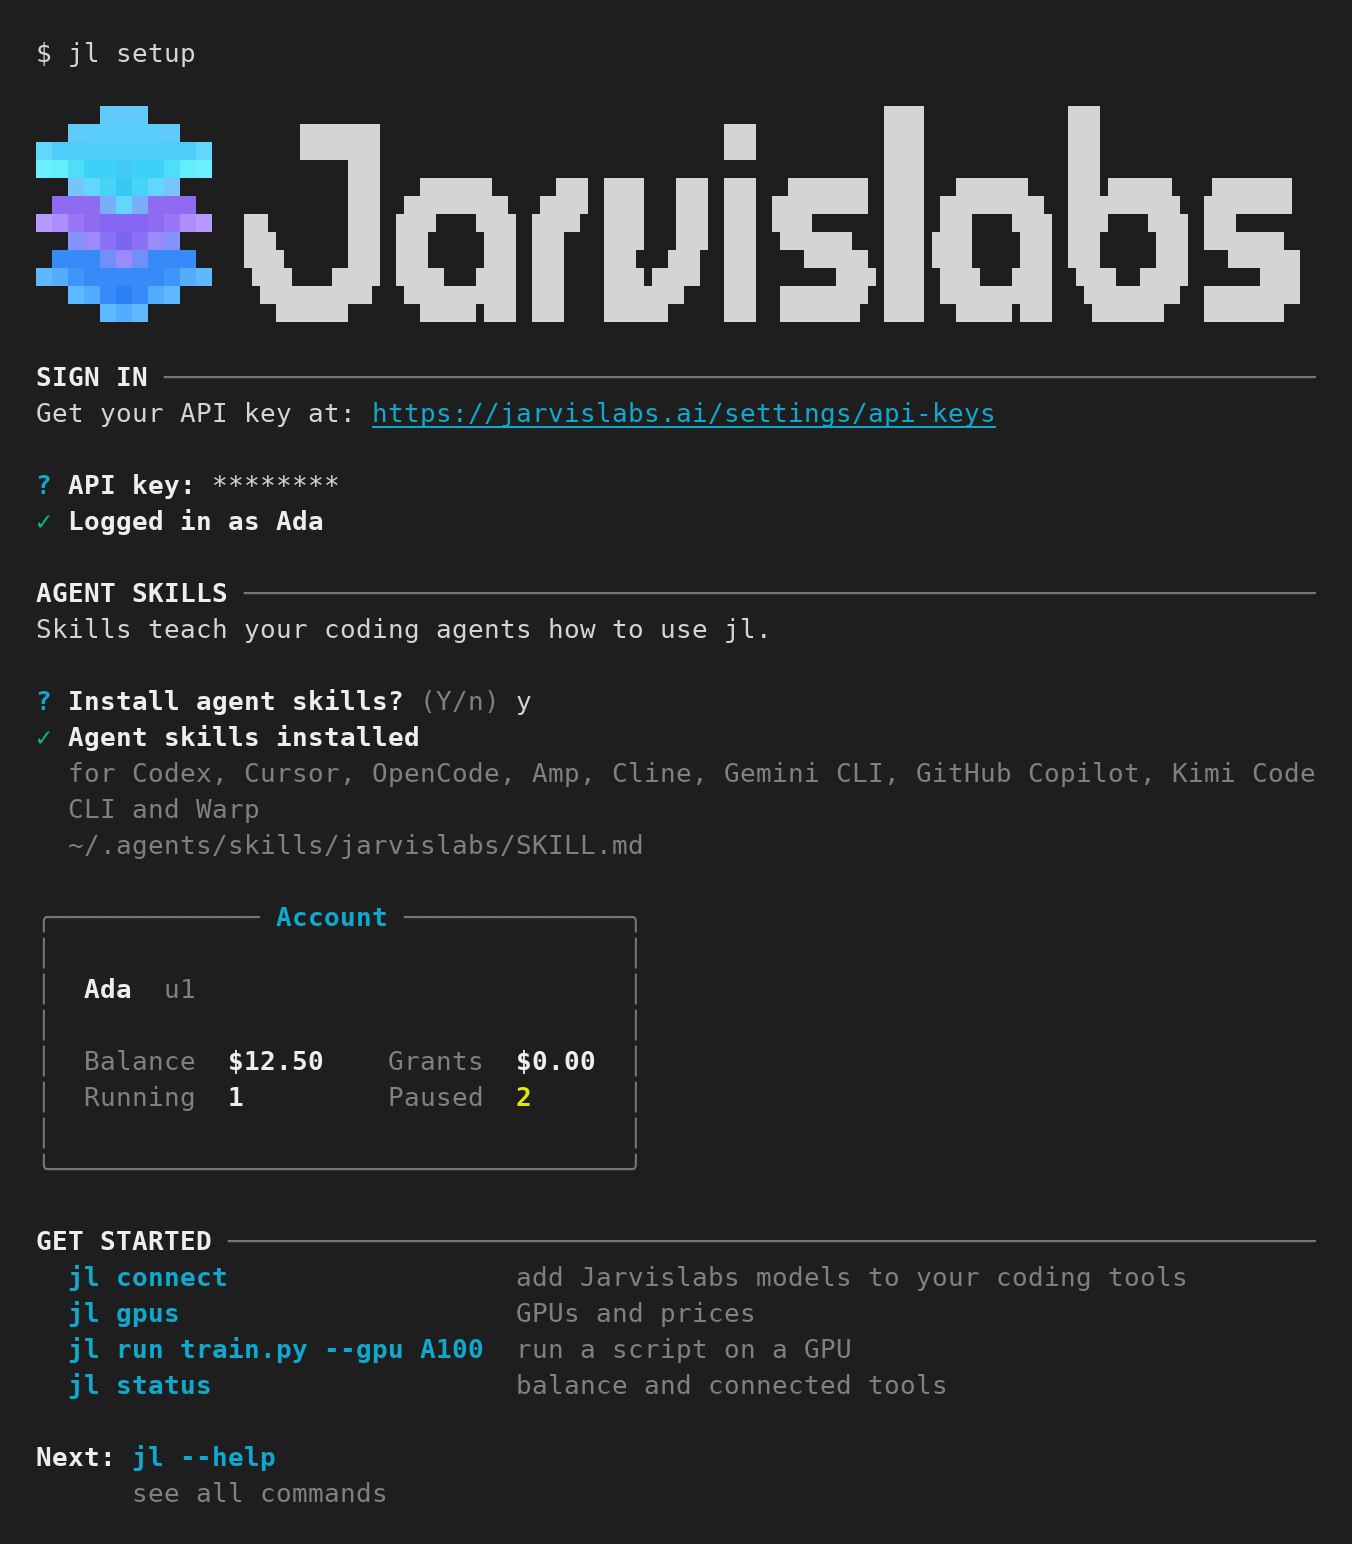 $ jl setup
Jarvislabs
SIGN IN
Get your API key at: https://jarvislabs.ai/settings/api-keys
? API key: ********
✓ Logged in as Ada
AGENT SKILLS
Skills teach your coding agents how to use jl.
? Install agent skills? (Y/n) y
✓ Agent skills installed
for Codex, Cursor, OpenCode, Amp, Cline, Gemini CLI, GitHub Copilot, Kimi Code
CLI and Warp
~/.agents/skills/jarvislabs/SKILL.md
Account
Ada  u1
Balance  $12.50    Grants  $0.00
Running  1         Paused  2
GET STARTED
jl connect                  add Jarvislabs models to your coding tools
jl gpus                     GPUs and prices
jl run train.py --gpu A100  run a script on a GPU
jl status                   balance and connected tools
Next: jl --help
see all commands